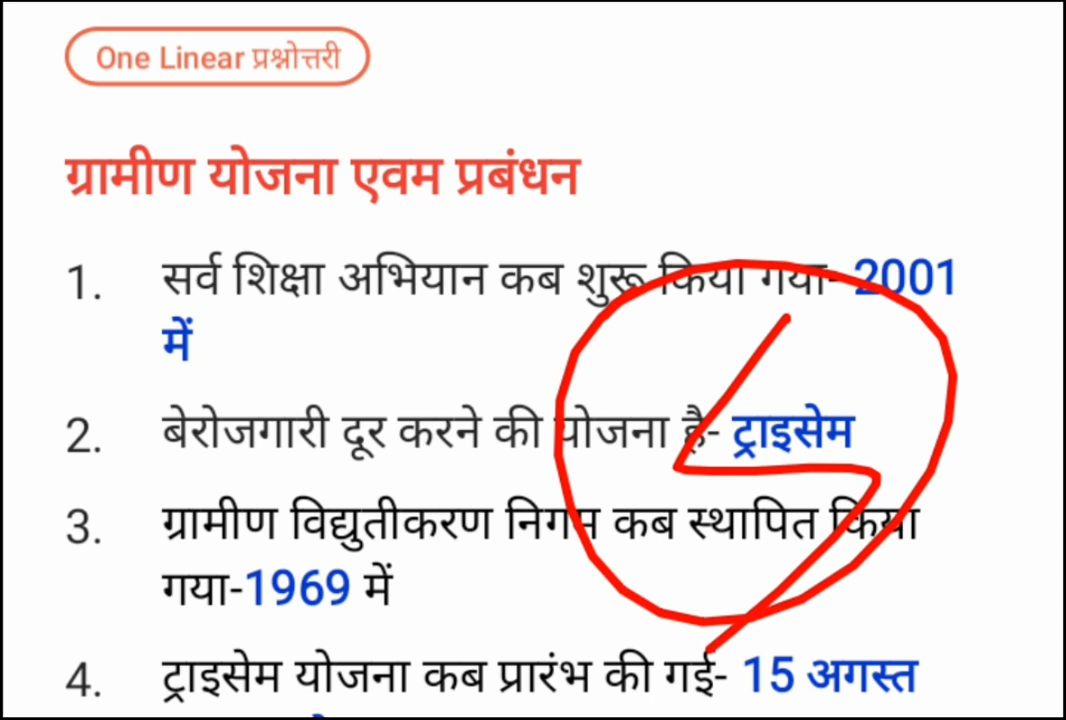 One Linear प्रश्नोत्तरी
ग्रामीण योजना एवम प्रबंधन
1. सर्व शिक्षा अभियान कब शुरू किया गया- 2001
में
2. बेरोजगारी दूर करने की योजना है- ट्राइसेम
3. ग्रामीण विद्युतीकरण निगम कब स्थापित किया
गया-1969 में
4. ट्राइसेम योजना कब प्रारंभ की गई- 15 अगस्त